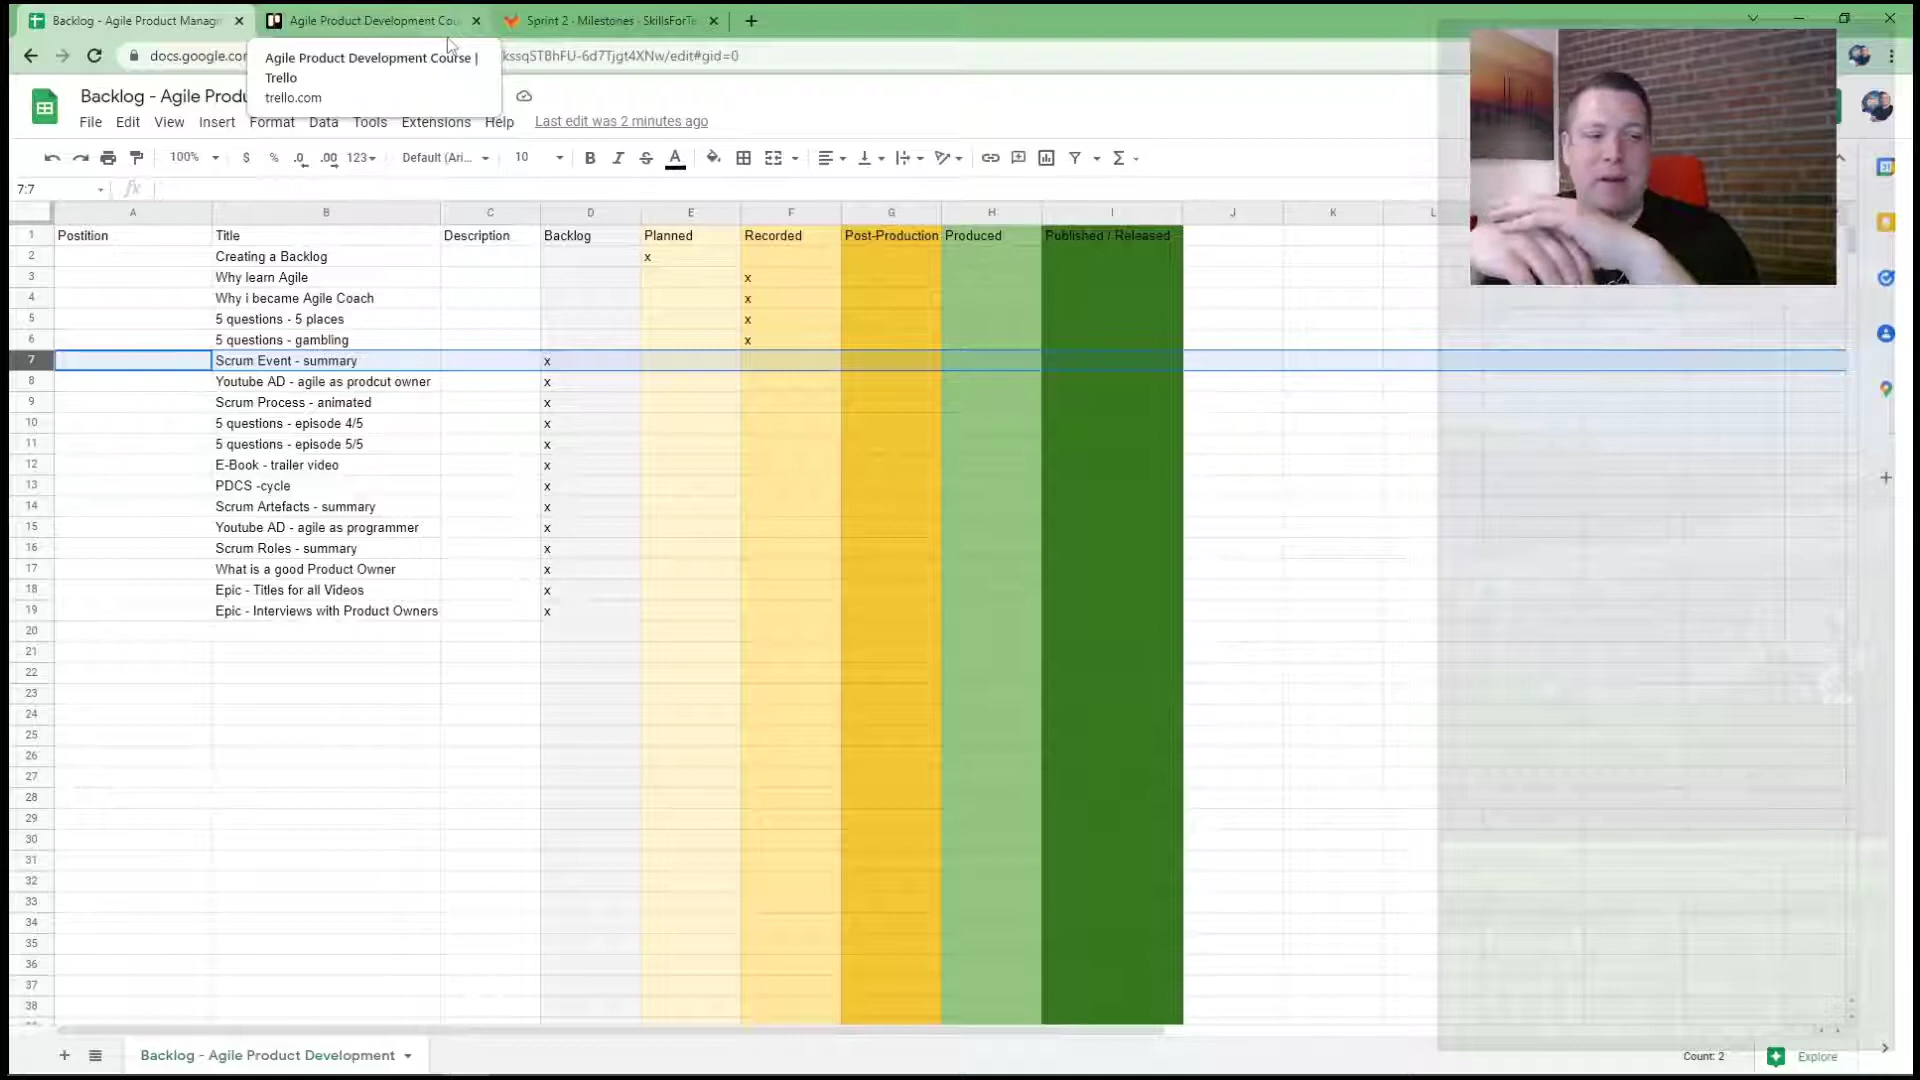 Backlog - Agile Product Managm
Agile Product Development Cou
Sprint 2 - Milestones - SkillsForTe
docs.google.com
kssqSTBhFU-6d7Tjgt4XNw/edit#gid=0
Agile Product Development Course |
Trello
trello.com
Backlog - Agile Produ
File Edit View Insert Format Data Tools Extensions Help Last edit was 2 minutes ago
100% $ % .0 .00 123 Default (Ari... 10 B I S A
7:7 fx
A B C D E F G H I J K L
1 Postition Title Description Backlog Planned Recorded Post-Production Produced Published / Released
2 Creating a Backlog x
3 Why learn Agile x
4 Why i became Agile Coach x
5 5 questions - 5 places x
6 5 questions - gambling x
7 Scrum Event - summary x
8 Youtube AD - agile as prodcut owner x
9 Scrum Process - animated x
10 5 questions - episode 4/5 x
11 5 questions - episode 5/5 x
12 E-Book - trailer video x
13 PDCS -cycle x
14 Scrum Artefacts - summary x
15 Youtube AD - agile as programmer x
16 Scrum Roles - summary x
17 What is a good Product Owner x
18 Epic - Titles for all Videos x
19 Epic - Interviews with Product Owners x
20
21
22
23
24
25
26
27
28
29
30
31
32
33
34
35
36
37
38
Backlog - Agile Product Development
Count: 2
Explore